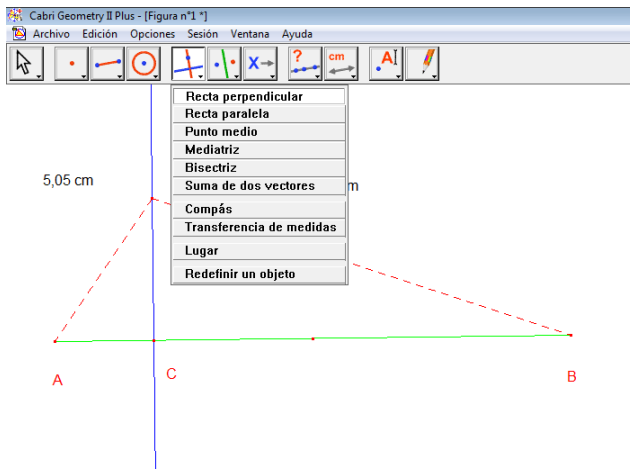 Cabri Geometry II Plus - [Figura n°1 *]
Archivo Edición Opciones Sesión Ventana Ayuda
? cm A
Recta perpendicular
Recta paralela
Punto medio
Mediatriz
Bisectriz
Suma de dos vectores
Compás
Transferencia de medidas
Lugar
Redefinir un objeto
5,05 cm
m
A
C
B